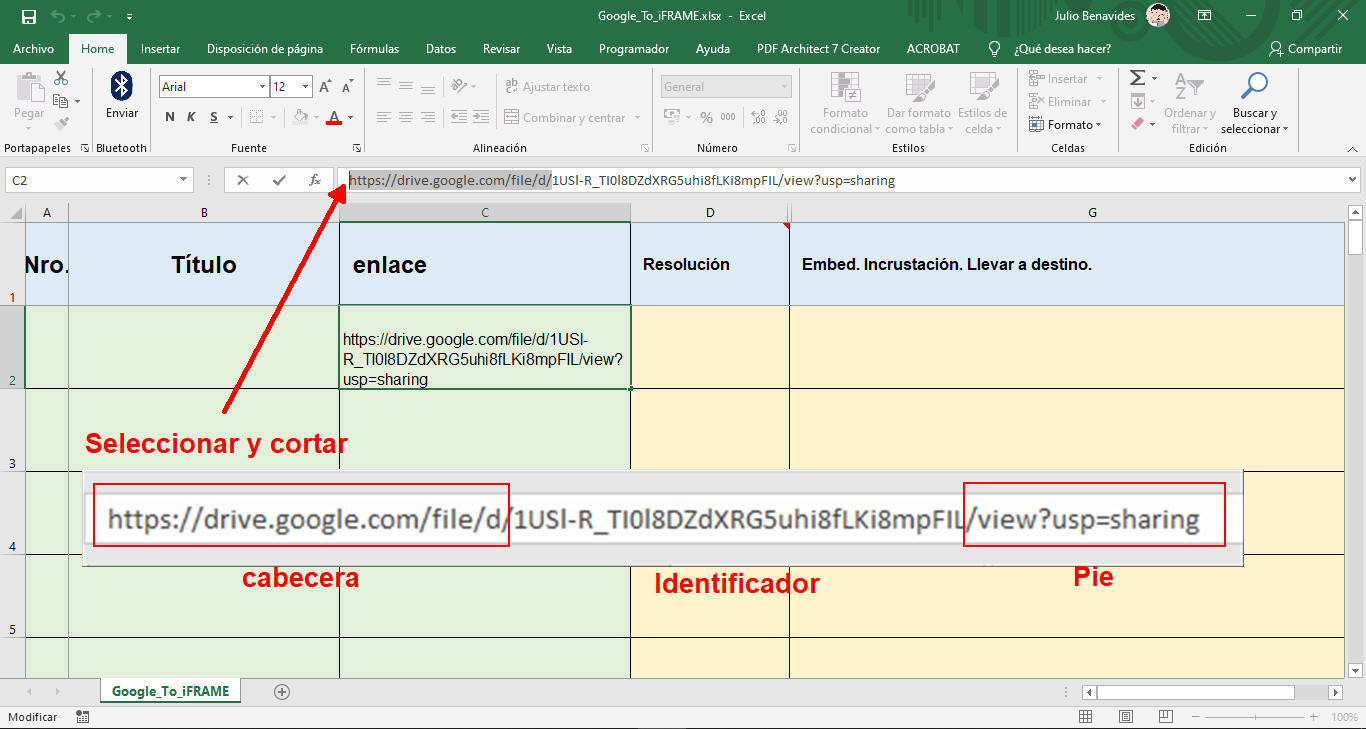 Google_To_iFRAME.xlsx - Excel
Julio Benavides
Archivo Home Insertar Disposición de página Fórmulas Datos Revisar Vista Programador Ayuda PDF Architect 7 Creator ACROBAT ¿Qué desea hacer? Compartir
Pegar
Portapapeles
Enviar
Bluetooth
Arial 12
N K S
Fuente
Ajustar texto
Combinar y centrar
Alineación
General
% 000
Número
Formato condicional
Dar formato como tabla
Estilos de celda
Estilos
Insertar
Eliminar
Formato
Celdas
Ordenar y filtrar
Buscar y seleccionar
Edición
C2 fx https://drive.google.com/file/d/1USl-R_TI0l8DZdXRG5uhi8fLKi8mpFIL/view?usp=sharing
A B C D G
1 Nro. Título enlace Resolución Embed. Incrustación. Llevar a destino.
https://drive.google.com/file/d/1USl-
R_TI0l8DZdXRG5uhi8fLKi8mpFIL/view?
2 usp=sharing
Seleccionar y cortar
3
https://drive.google.com/file/d/1USl-R_TI0l8DZdXRG5uhi8fLKi8mpFIL/view?usp=sharing
4
cabecera Identificador Pie
5
Google_To_iFRAME
Modificar 100%